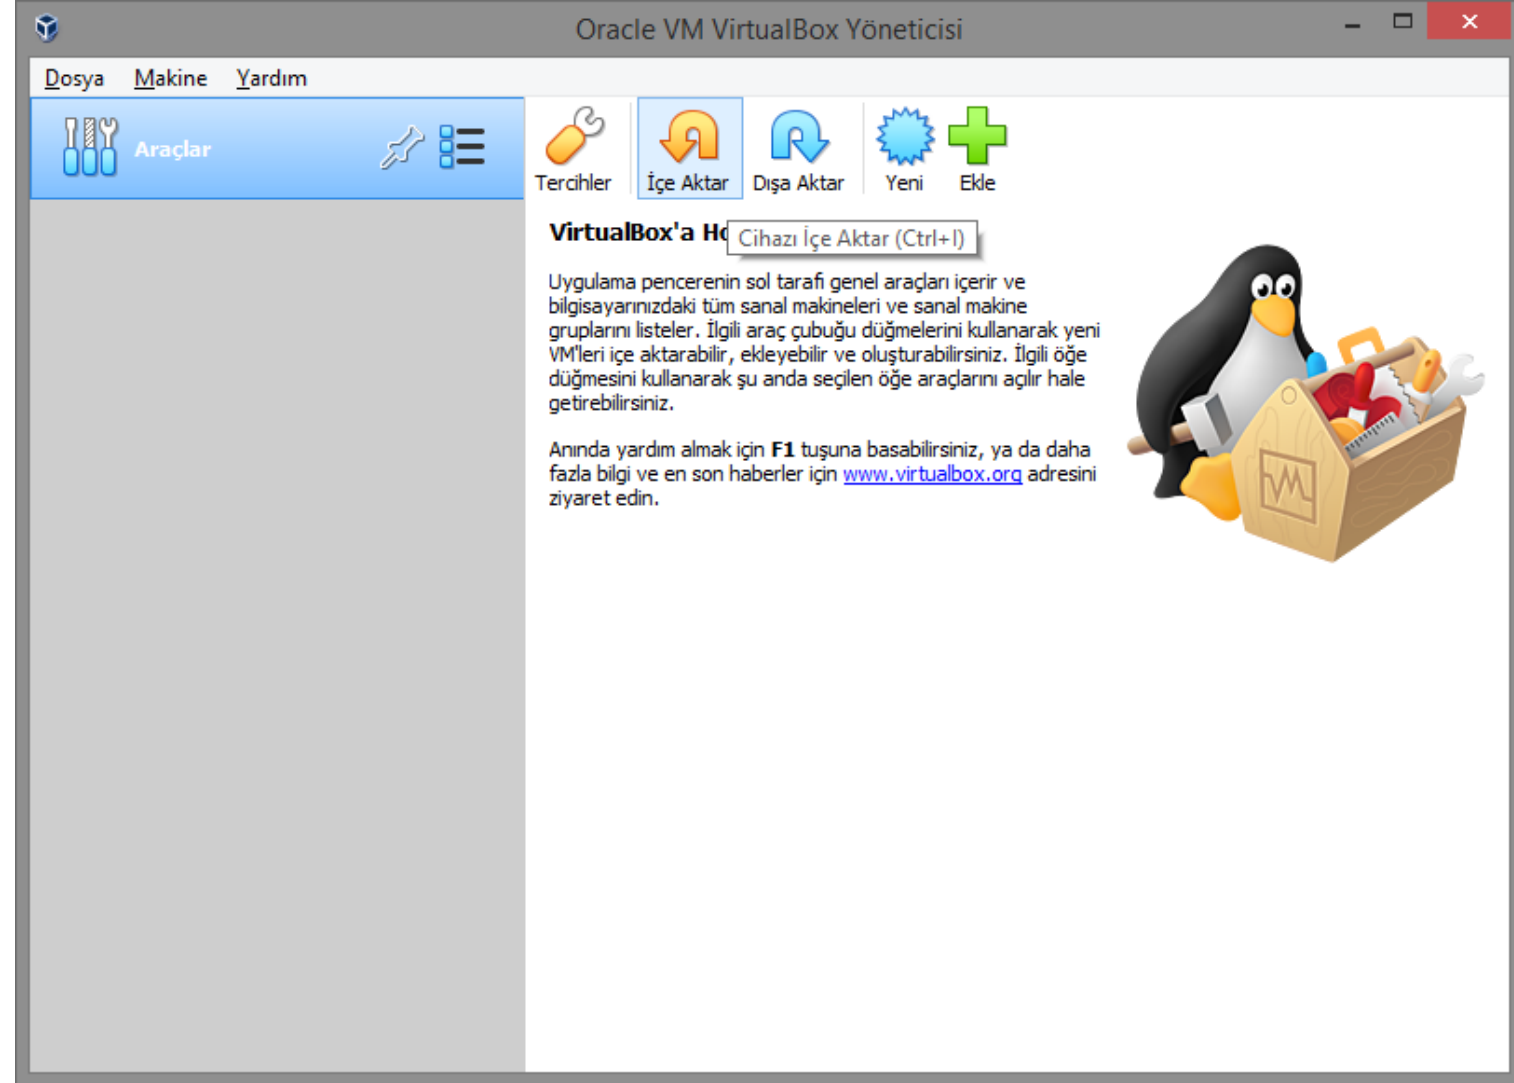 Oracle VM VirtualBox Yöneticisi
Dosya Makine Yardım
Araçlar
Tercihler İçe Aktar Dışa Aktar Yeni Ekle
VirtualBox'a
Cihazı İçe Aktar (Ctrl+I)
Uygulama pencerenin sol tarafı genel araçları içerir ve
bilgisayarınızdaki tüm sanal makineleri ve sanal makine
gruplarını listeler. İlgili araç çubuğu düğmelerini kullanarak yeni
VM'leri içe aktarabilir, ekleyebilir ve oluşturabilirsiniz. İlgili öğe
düğmesini kullanarak şu anda seçilen öğe araçlarını açılır hale
getirebilirsiniz.
Anında yardım almak için F1 tuşuna basabilirsiniz, ya da daha
fazla bilgi ve en son haberler için www.virtualbox.org adresini
ziyaret edin.